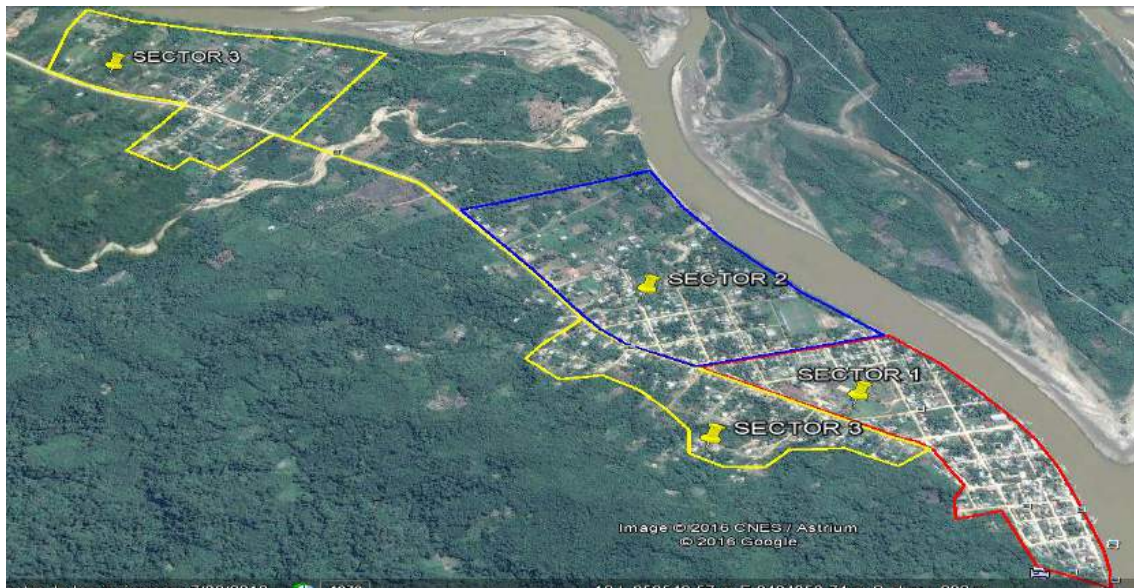 SECTOR 3
SECTOR 2
SECTOR 1
SECTOR 3
Image © 2016 CNES / Astrium
© 2016 Google